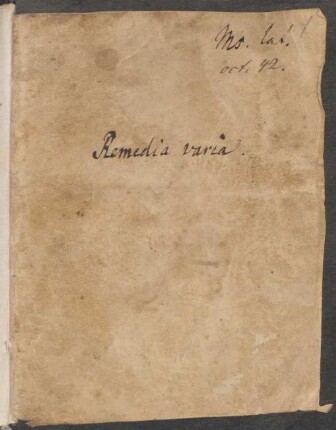 Ms. lat.
oct. 42.
Remedia varia.